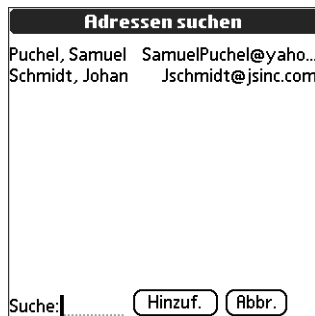 Adressen suchen
Puchel, Samuel SamuelPuchel@yaho...
Schmidt, Johan Jschmidt@jsinc.com
Suche: Hinzuf. Abbr.